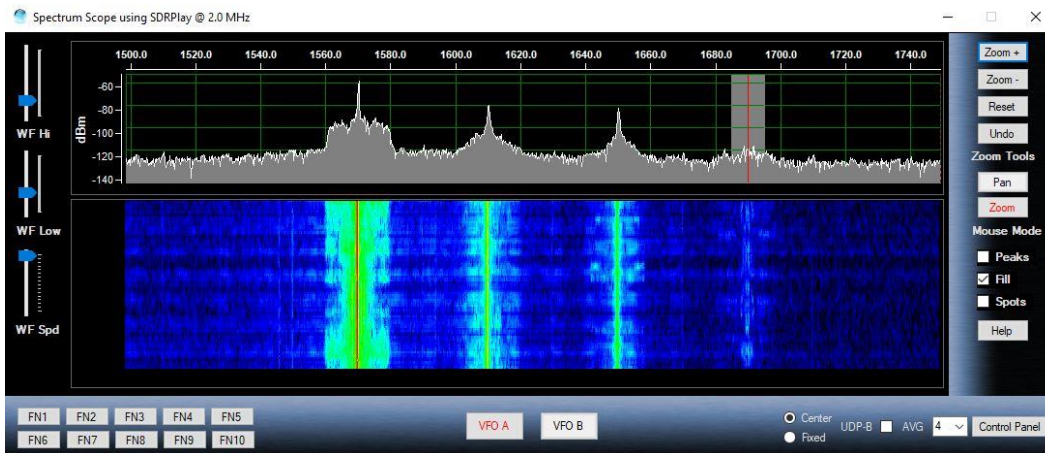 Spectrum Scope using SDRPlay @ 2.0 MHz
1500.0 1520.0 1540.0 1560.0 1580.0 1600.0 1620.0 1640.0 1660.0 1680.0 1700.0 1720.0 1740.0
dBm
-60
-80
-100
-120
-140
WF Hi
WF Low
WF Spd
Zoom +
Zoom -
Reset
Undo
Zoom Tools
Pan
Zoom
Mouse Mode
Peaks
Fill
Spots
Help
FN1 FN2 FN3 FN4 FN5
FN6 FN7 FN8 FN9 FN10
VFO A VFO B
Center
Fixed
UDP-B AVG 4 Control Panel